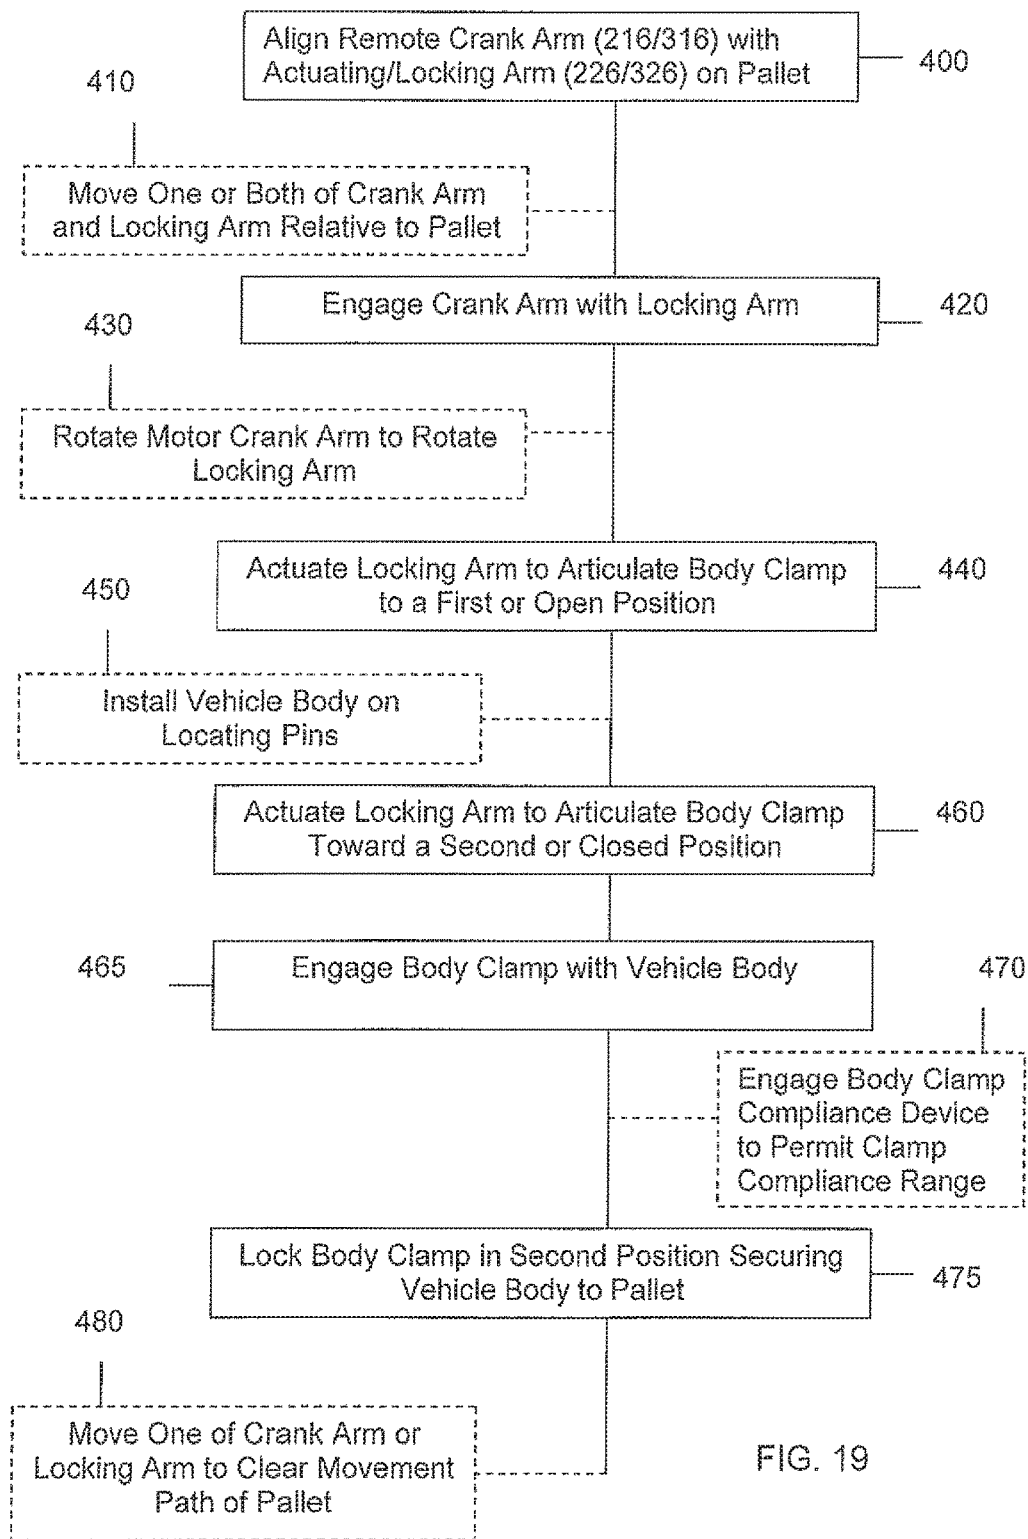 Align Remote Crank Arm (216/316) with
Actuating/Locking Arm (226/326) on Pallet
400
410
Move One or Both of Crank Arm
and Locking Arm Relative to Pallet
Engage Crank Arm with Locking Arm
420
430
Rotate Motor Crank Arm to Rotate
Locking Arm
Actuate Locking Arm to Articulate Body Clamp
to a First or Open Position
440
450
Install Vehicle Body on
Locating Pins
Actuate Locking Arm to Articulate Body Clamp
Toward a Second or Closed Position
460
465
Engage Body Clamp with Vehicle Body
470
Engage Body Clamp
Compliance Device
to Permit Clamp
Compliance Range
Lock Body Clamp in Second Position Securing
Vehicle Body to Pallet
475
480
Move One of Crank Arm or
Locking Arm to Clear Movement
Path of Pallet
FIG. 19